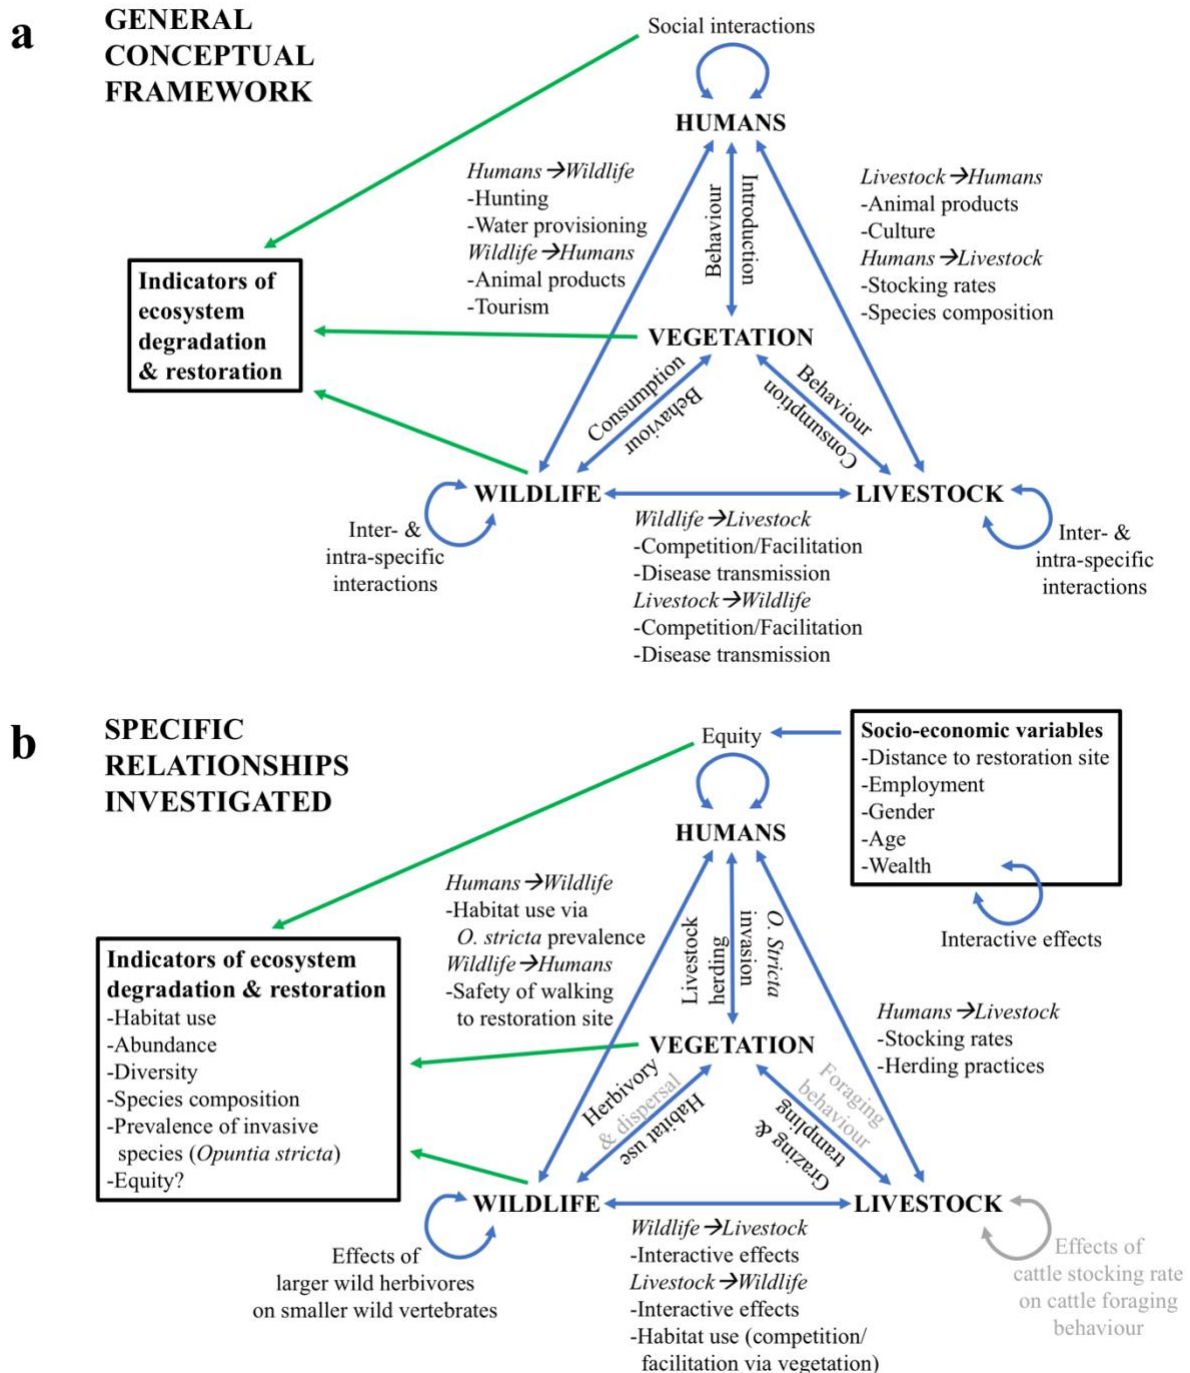 a
GENERAL
CONCEPTUAL
FRAMEWORK
Social interactions
HUMANS
Humans→Wildlife
-Hunting
-Water provisioning
Wildlife→Humans
-Animal products
-Tourism
Behaviour
Introduction
Livestock→Humans
-Animal products
-Culture
Humans→Livestock
-Stocking rates
-Species composition
Indicators of
ecosystem
degradation
& restoration
VEGETATION
Consumption
Behaviour
Behaviour
Consumption
WILDLIFE
LIVESTOCK
Inter- &
intra-specific
interactions
Wildlife→Livestock
-Competition/Facilitation
-Disease transmission
Livestock→Wildlife
-Competition/Facilitation
-Disease transmission
Inter- &
intra-specific
interactions
b
SPECIFIC
RELATIONSHIPS
INVESTIGATED
Equity
Socio-economic variables
-Distance to restoration site
-Employment
-Gender
-Age
-Wealth
Interactive effects
HUMANS
Humans→Wildlife
-Habitat use via
O. stricta prevalence
Wildlife→Humans
-Safety of walking
to restoration site
Livestock
herding
O. Stricta
invasion
Humans→Livestock
-Stocking rates
-Herding practices
Indicators of ecosystem
degradation & restoration
-Habitat use
-Abundance
-Diversity
-Species composition
-Prevalence of invasive
species (Opuntia stricta)
-Equity?
VEGETATION
Herbivory
& dispersal
Habitat use
Foraging
behaviour
Grazing &
trampling
WILDLIFE
LIVESTOCK
Effects of
larger wild herbivores
on smaller wild vertebrates
Wildlife→Livestock
-Interactive effects
Livestock→Wildlife
-Interactive effects
-Habitat use (competition/
facilitation via vegetation)
Effects of
cattle stocking rate
on cattle foraging
behaviour